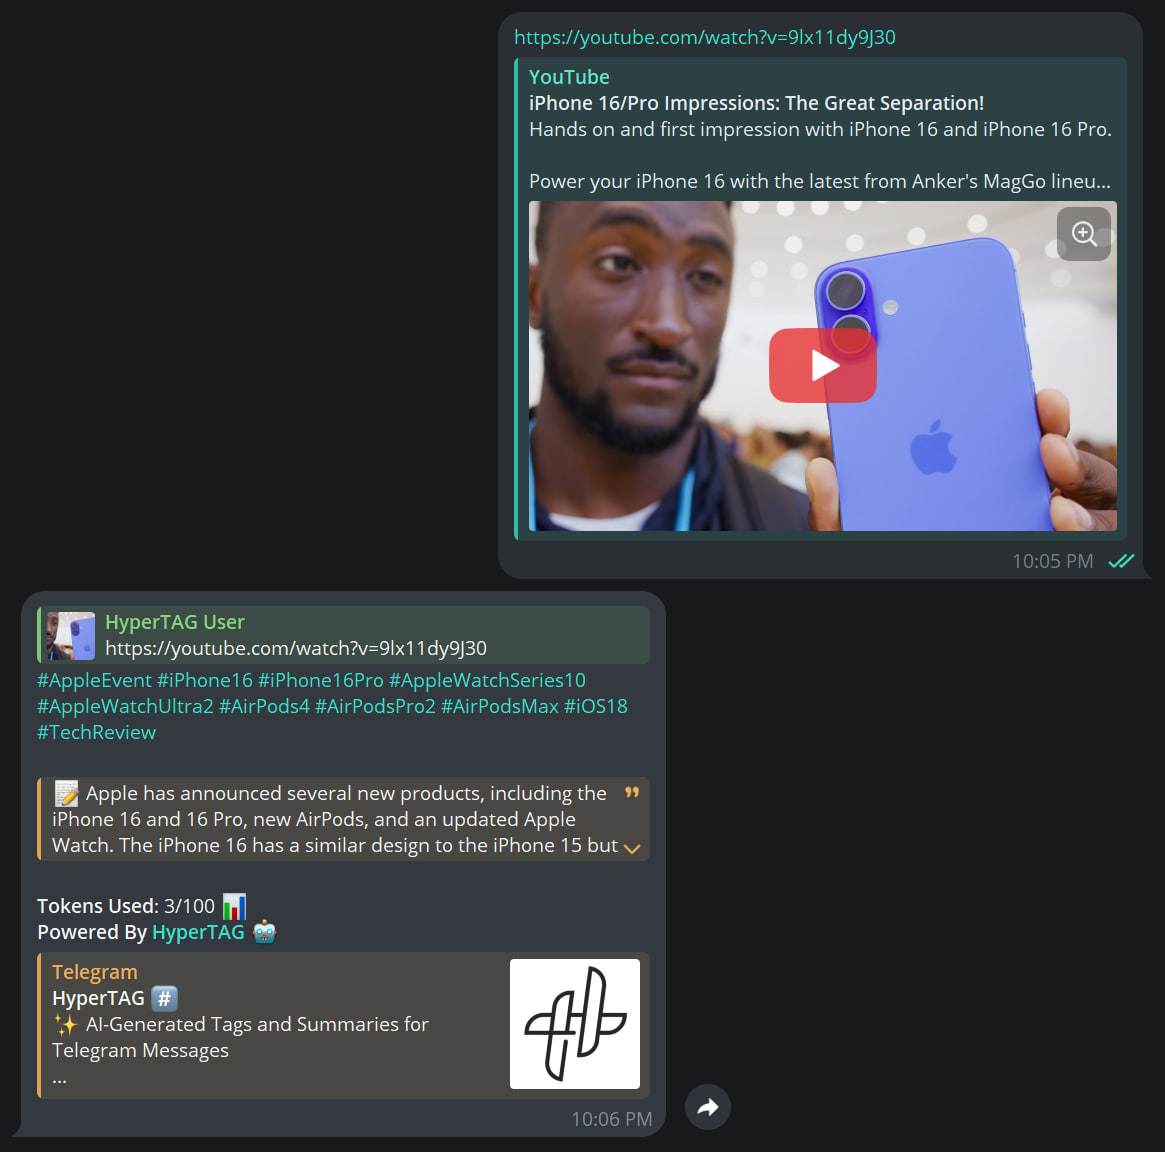 https://youtube.com/watch?v=9lx11dy9J30
YouTube
iPhone 16/Pro Impressions: The Great Separation!
Hands on and first impression with iPhone 16 and iPhone 16 Pro.
Power your iPhone 16 with the latest from Anker's MagGo lineu...
10:05 PM
HyperTAG User
https://youtube.com/watch?v=9lx11dy9J30
#AppleEvent #iPhone16 #iPhone16Pro #AppleWatchSeries10
#AppleWatchUltra2 #AirPods4 #AirPodsPro2 #AirPodsMax #iOS18
#TechReview
📝 Apple has announced several new products, including the
iPhone 16 and 16 Pro, new AirPods, and an updated Apple
Watch. The iPhone 16 has a similar design to the iPhone 15 but
Tokens Used: 3/100 📊
Powered By HyperTAG 🤖
Telegram
HyperTAG #️⃣
✨ AI-Generated Tags and Summaries for
Telegram Messages
...
10:06 PM